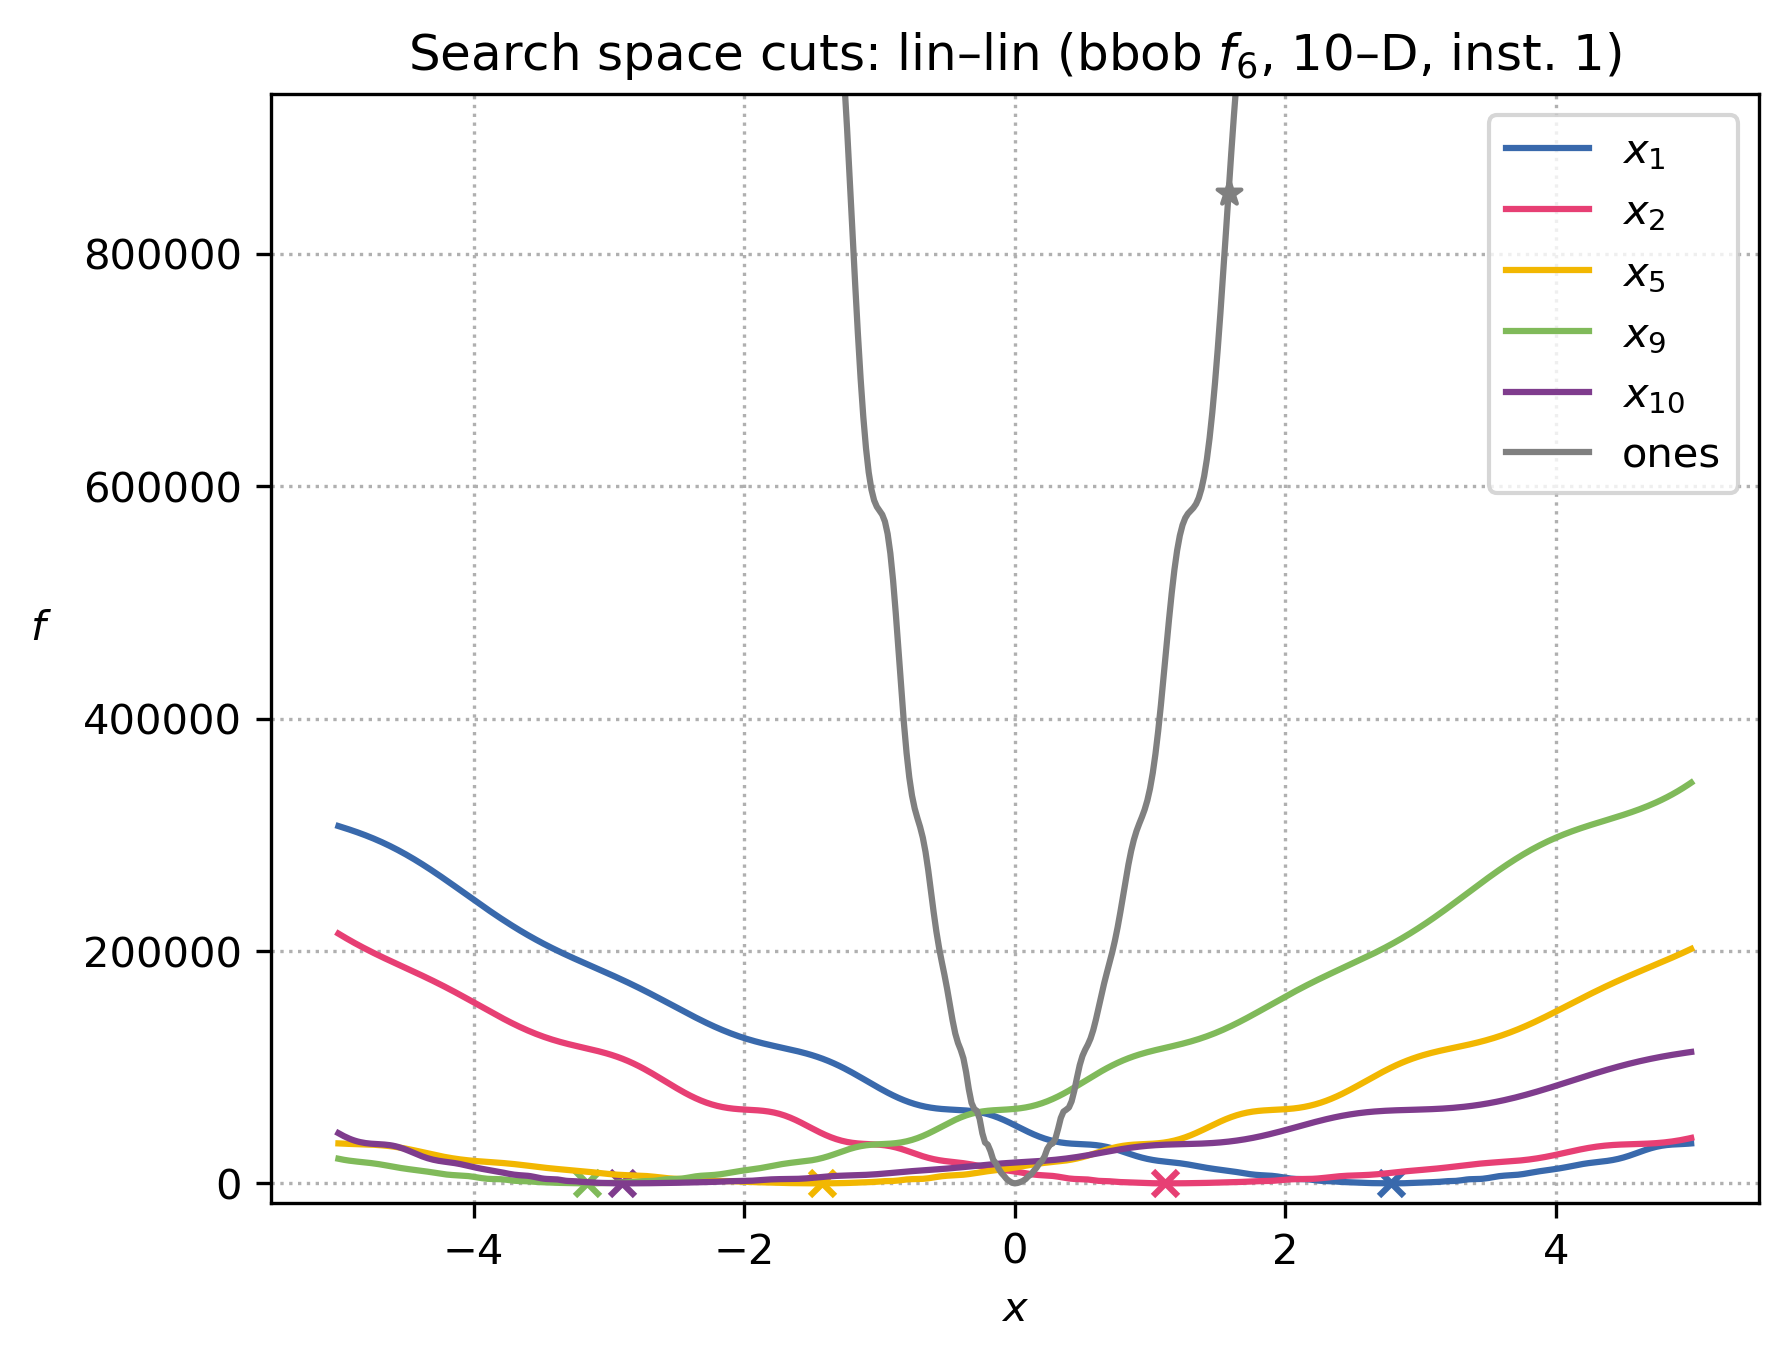 Search space cuts: lin–lin (bbob f₆, 10–D, inst. 1)
x₁
x₂
x₅
x₉
x₁₀
ones
800000
600000
400000
200000
0
f
−4
−2
0
2
4
x